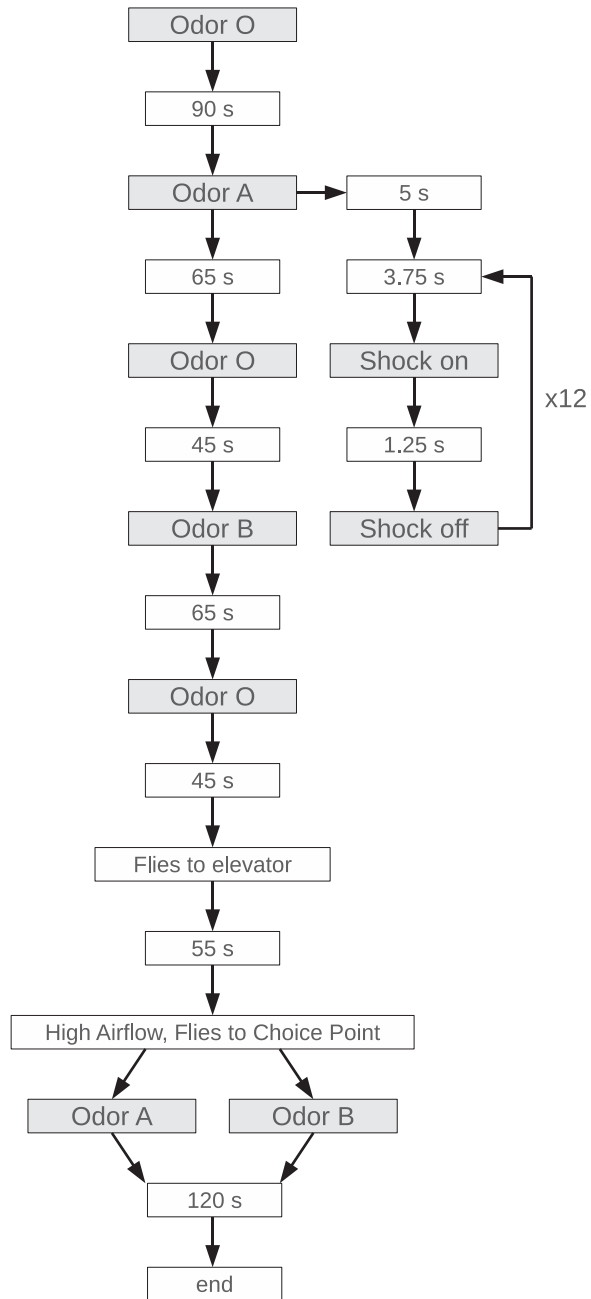 Odor O
90 s
Odor A
5 s
65 s
3.75 s
Odor O
Shock on
x12
45 s
1.25 s
Odor B
Shock off
65 s
Odor O
45 s
Flies to elevator
55 s
High Airflow, Flies to Choice Point
Odor A
Odor B
120 s
end